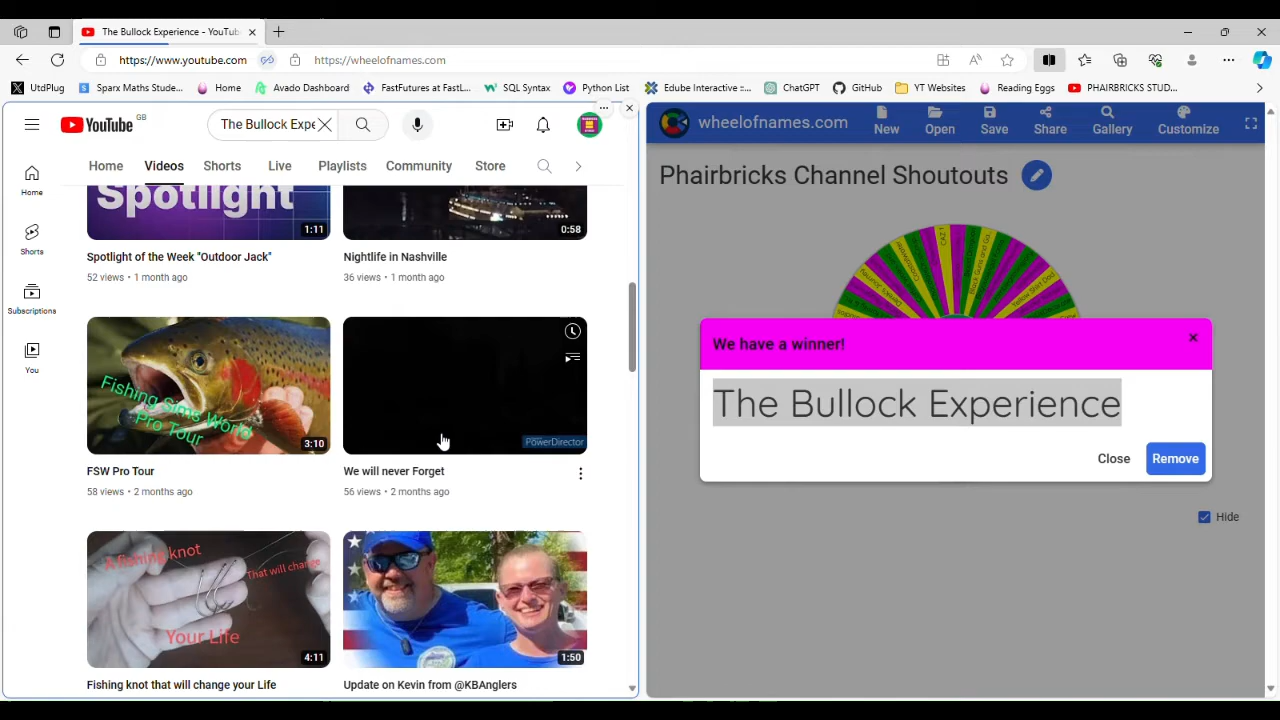 The Bullock Experience - YouTub
https://www.youtube.com
https://wheelofnames.com
UtdPlug
Sparx Maths Stude...
Home
Avado Dashboard
FastFutures at FastL...
SQL Syntax
Python List
Edube Interactive ::...
ChatGPT
GitHub
YT Websites
Reading Eggs
PHAIRBRICKS STUD...
YouTube GB
The Bullock Expe
Home
Videos
Shorts
Live
Playlists
Community
Store
Home
Shorts
Subscriptions
You
Spotlight
1:11
0:58
Spotlight of the Week "Outdoor Jack"
52 views • 1 month ago
Nightlife in Nashville
36 views • 1 month ago
Fishing Sims World
Pro Tour
3:10
PowerDirector
FSW Pro Tour
58 views • 2 months ago
We will never Forget
56 views • 2 months ago
A fishing knot
That will change
Your Life
4:11
1:50
Fishing knot that will change your Life
Update on Kevin from @KBAnglers
wheelofnames.com
New
Open
Save
Share
Gallery
Customize
Phairbricks Channel Shoutouts
Yellow Shirt Dad
We have a winner!
The Bullock Experience
Close
Remove
Hide